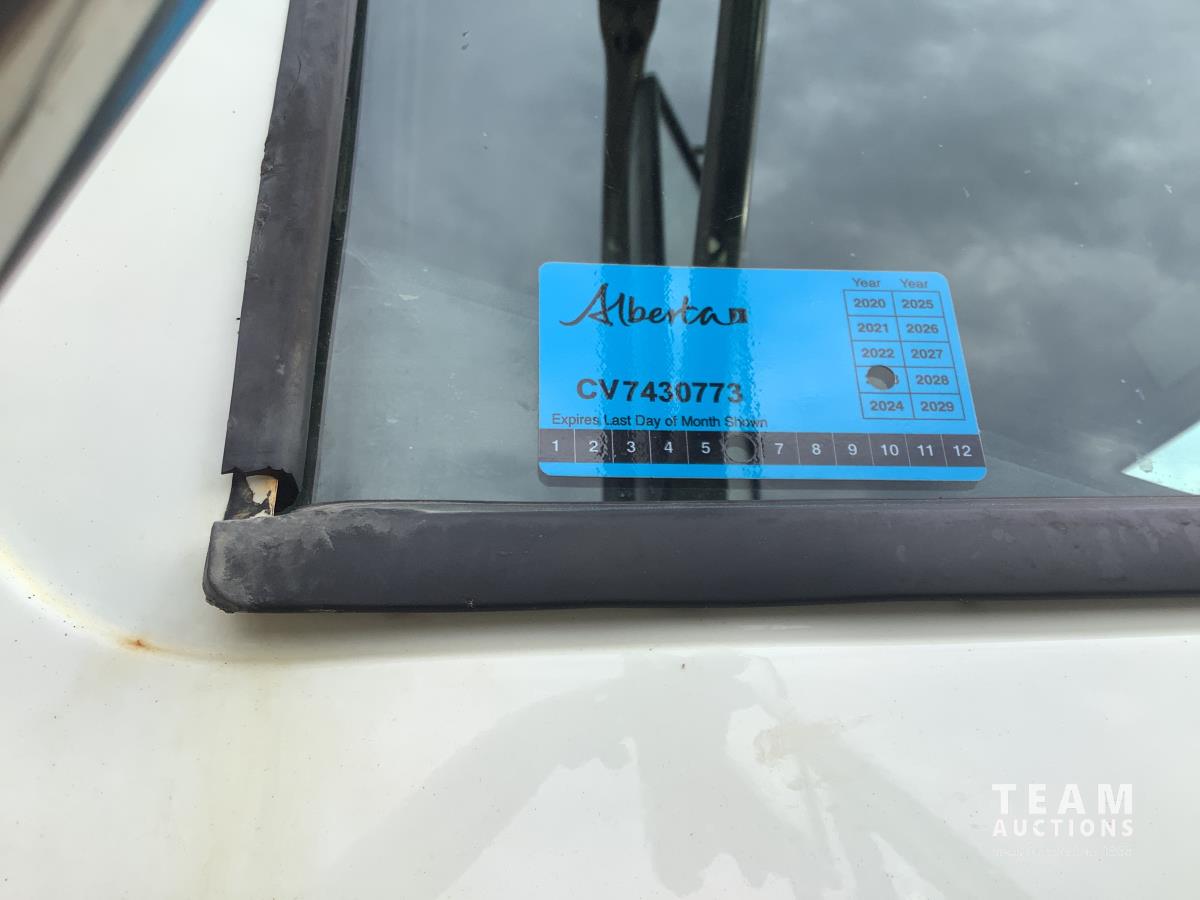 Alberta
Year Year
2020 2025
2021 2026
2022 2027
2028
2024 2029
CV7430773
Expires Last Day of Month Shown
1 2 3 4 5 7 8 9 10 11 12
TEAM
AUCTIONS